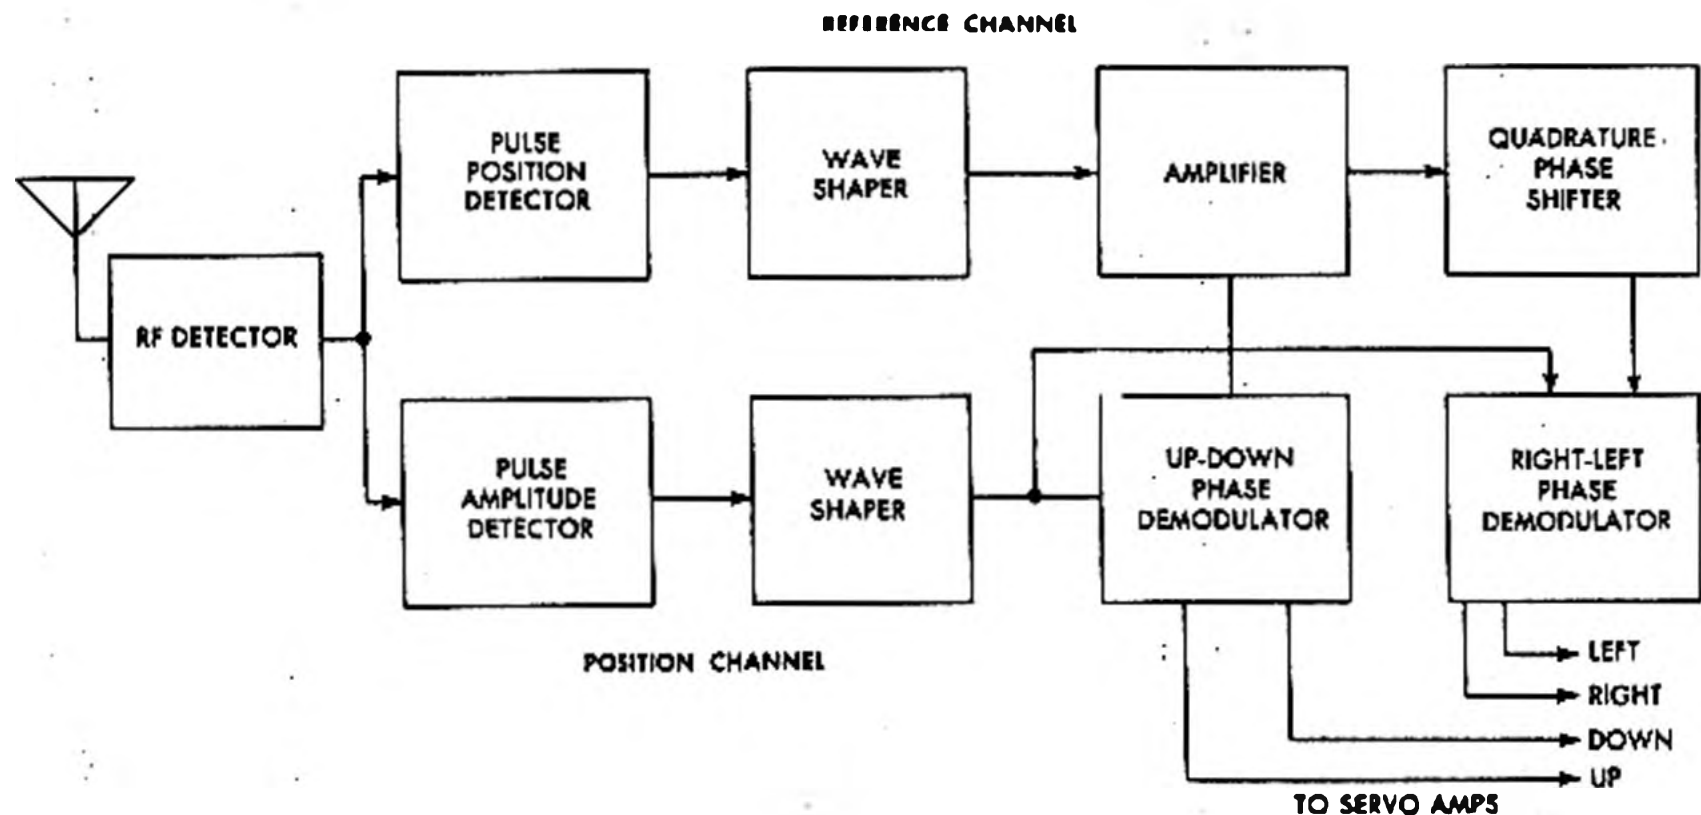 REFERENCE CHANNEL
PULSE
POSITION
DETECTOR
WAVE
SHAPER
AMPLIFIER
QUADRATURE
PHASE
SHIFTER
RF DETECTOR
PULSE
AMPLITUDE
DETECTOR
WAVE
SHAPER
UP-DOWN
PHASE
DEMODULATOR
RIGHT-LEFT
PHASE
DEMODULATOR
POSITION CHANNEL
LEFT
RIGHT
DOWN
UP
TO SERVO AMPS